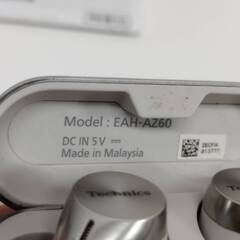 Model : EAH-AZ60
DC IN 5V ⎓
Made in Malaysia
Technics